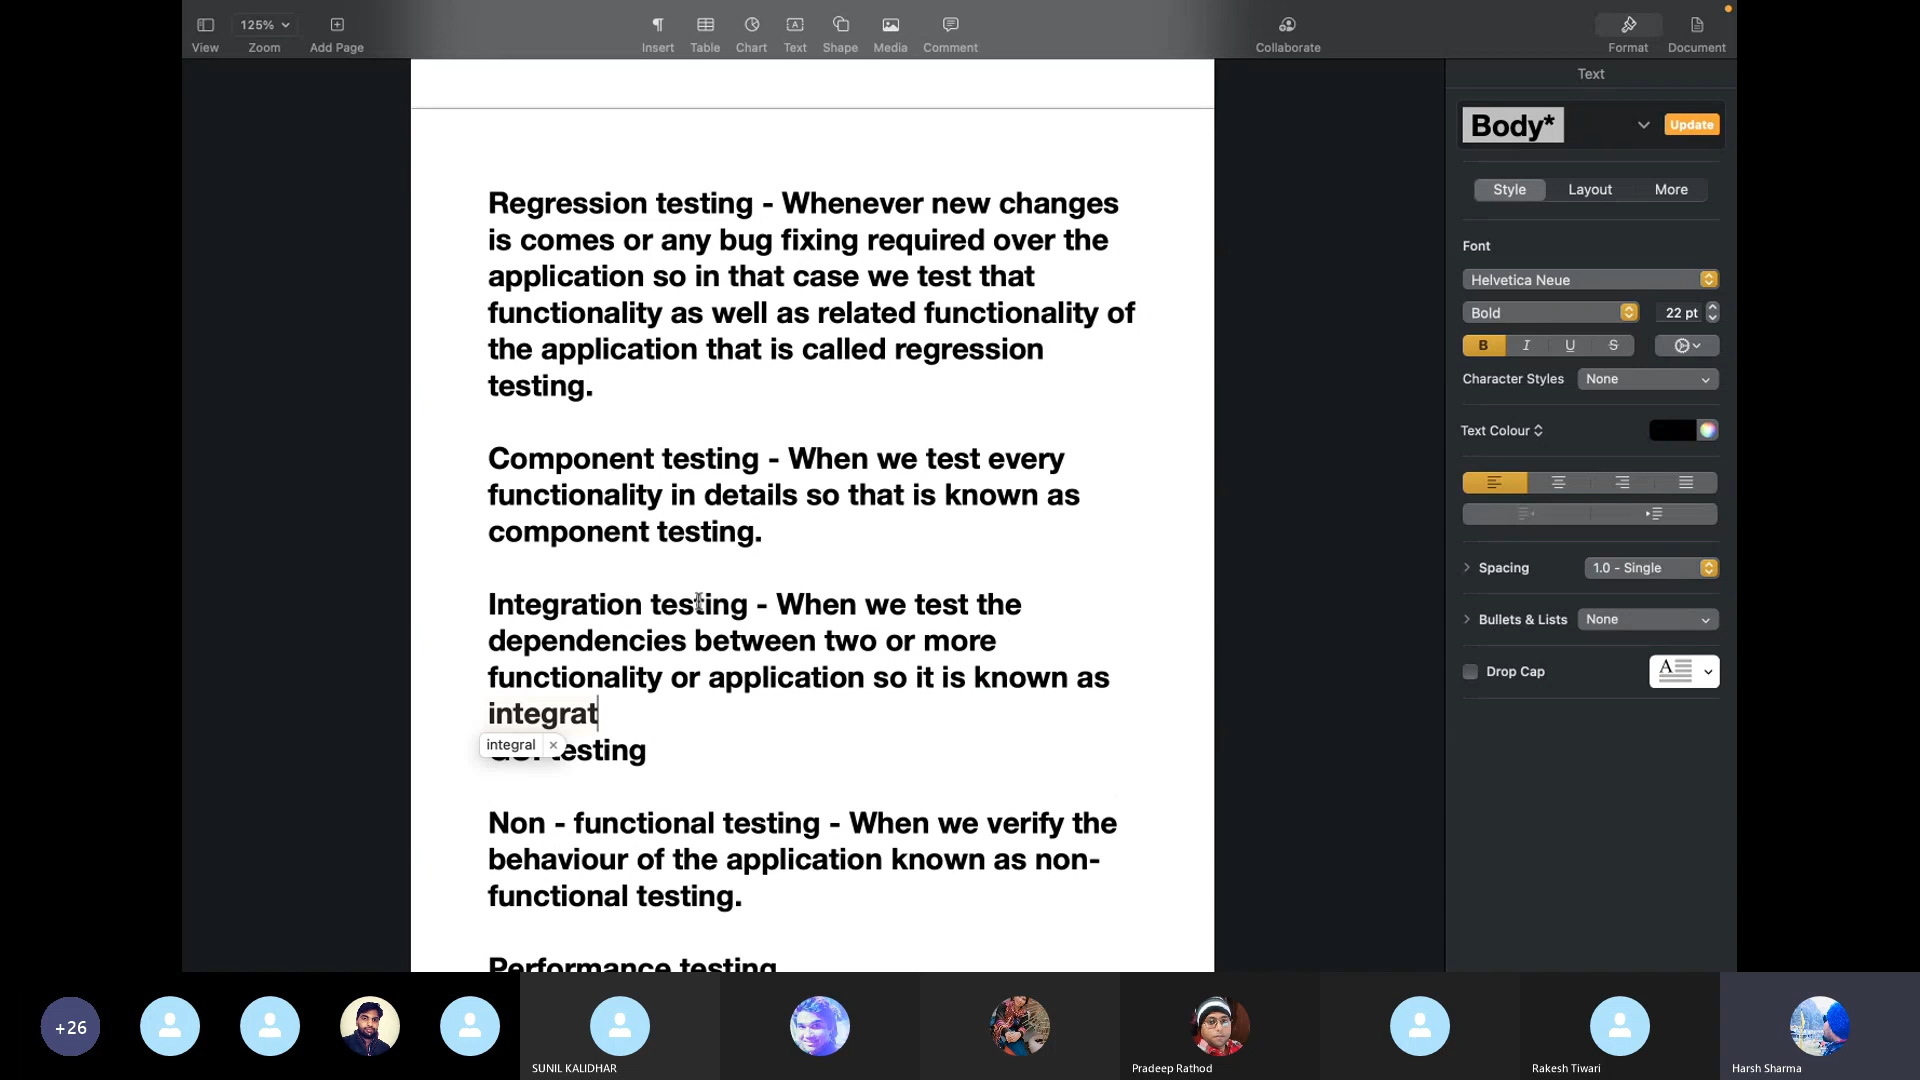 125%
View
Zoom
Add Page
Insert
Table
Chart
Text
Shape
Media
Comment
Collaborate
Format
Document
Text
Body*
Update
Style
Layout
More
Font
Helvetica Neue
Bold
22 pt
B I U S
Character Styles
None
Text Colour
Spacing
1.0 - Single
Bullets & Lists
None
Drop Cap
A
Regression testing - Whenever new changes
is comes or any bug fixing required over the
application so in that case we test that
functionality as well as related functionality of
the application that is called regression
testing.
Component testing - When we test every
functionality in details so that is known as
component testing.
Integration testing - When we test the
dependencies between two or more
functionality or application so it is known as
integrat
integral ×
testing
Non - functional testing - When we verify the
behaviour of the application known as non-
functional testing.
Performance testing
+26
SUNIL KALIDHAR
Pradeep Rathod
Rakesh Tiwari
Harsh Sharma